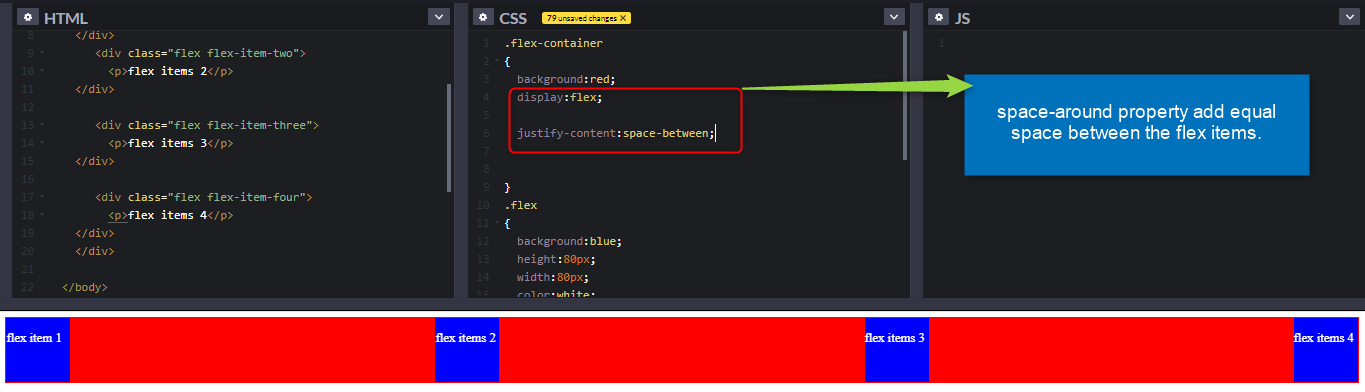 HTML
8 </div>
9 <div class="flex flex-item-two">
10 <p>flex items 2</p>
11 </div>
12
13 <div class="flex flex-item-three">
14 <p>flex items 3</p>
15 </div>
16
17 <div class="flex flex-item-four">
18 <p>flex items 4</p>
19 </div>
20 </div>
21
22 </body>
CSS
79 unsaved changes X
1 .flex-container
2 {
3 background:red;
4 display:flex;
5
6 justify-content:space-between;
7
8
9 }
10 .flex
11 {
12 background:blue;
13 height:80px;
14 width:80px;
15 color:white;
JS
1
space-around property add equal
space between the flex items.
flex item 1 flex items 2 flex items 3 flex items 4